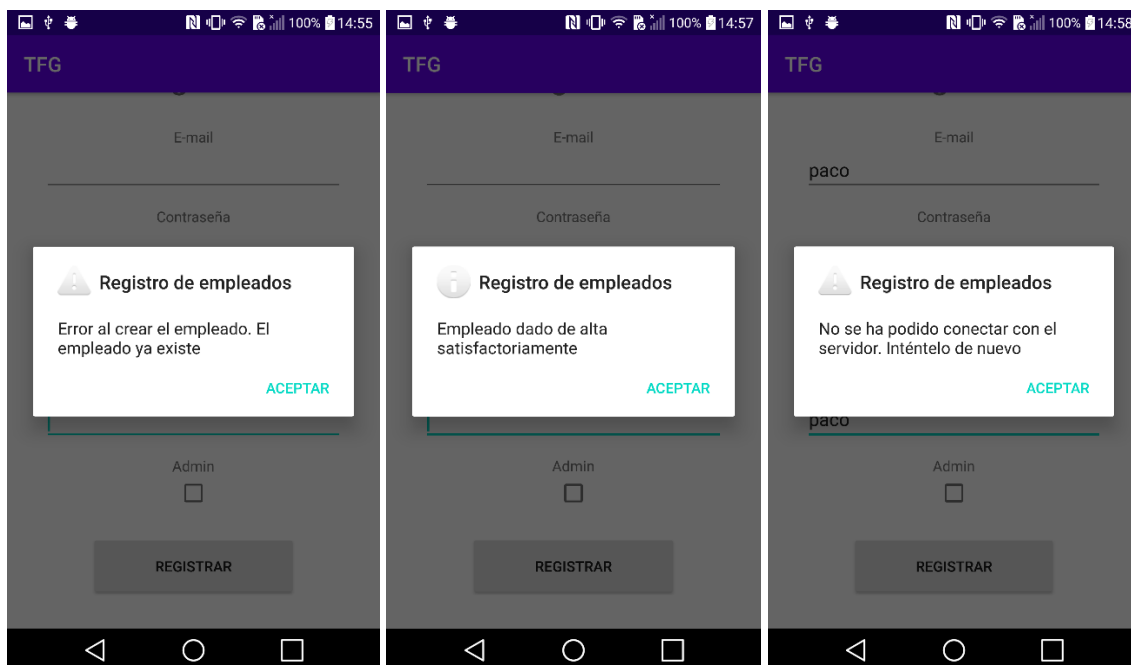 100% 14:55
TFG
E-mail
Contraseña
Registro de empleados
Error al crear el empleado. El
empleado ya existe
ACEPTAR
Admin
REGISTRAR
100% 14:57
TFG
E-mail
Contraseña
Registro de empleados
Empleado dado de alta
satisfactoriamente
ACEPTAR
Admin
REGISTRAR
100% 14:58
TFG
E-mail
paco
Contraseña
Registro de empleados
No se ha podido conectar con el
servidor. Inténtelo de nuevo
ACEPTAR
paco
Admin
REGISTRAR